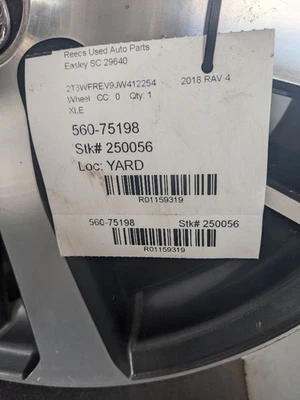 Reed's Used Auto Parts
Easley SC 29640
2T3WFREV9JW412254 2018 RAV 4
Wheel CC: 0 Qty: 1
XLE
560-75198
Stk# 250056
Loc: YARD
R01159319
560-75198 Stk# 250056
R01159319